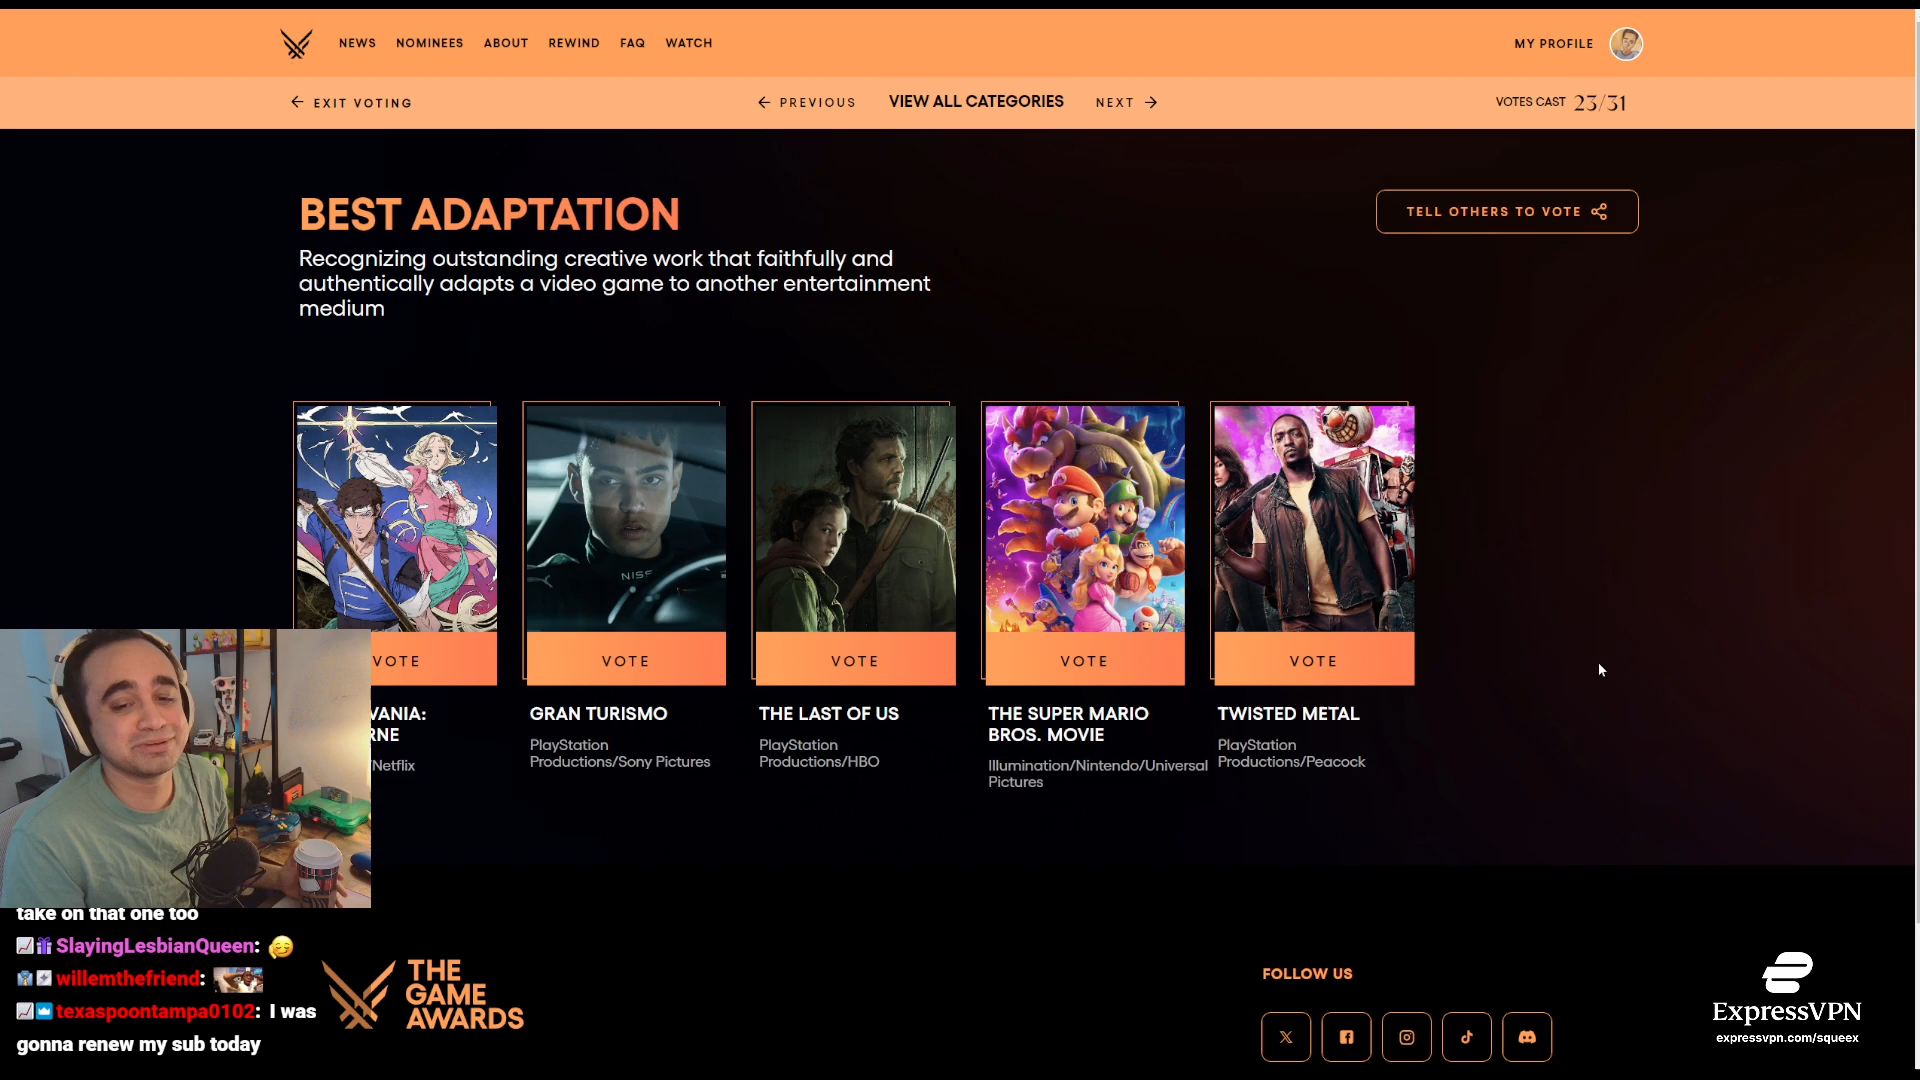 NEWS NOMINEES ABOUT REWIND FAQ WATCH
MY PROFILE
EXIT VOTING
PREVIOUS
VIEW ALL CATEGORIES
NEXT
VOTES CAST 23/31
BEST ADAPTATION
TELL OTHERS TO VOTE
Recognizing outstanding creative work that faithfully and
authentically adapts a video game to another entertainment
medium
NISS
VOTE
VANIA:
RNE
/Netflix
VOTE
GRAN TURISMO
PlayStation
Productions/Sony Pictures
VOTE
THE LAST OF US
PlayStation
Productions/HBO
VOTE
THE SUPER MARIO
BROS. MOVIE
Illumination/Nintendo/Universal
Pictures
VOTE
TWISTED METAL
PlayStation
Productions/Peacock
take on that one too
SlayingLesbianQueen:
willemthefriend:
texaspoontampa0102: I was
gonna renew my sub today
THE
GAME
AWARDS
FOLLOW US
ExpressVPN
expressvpn.com/squeex